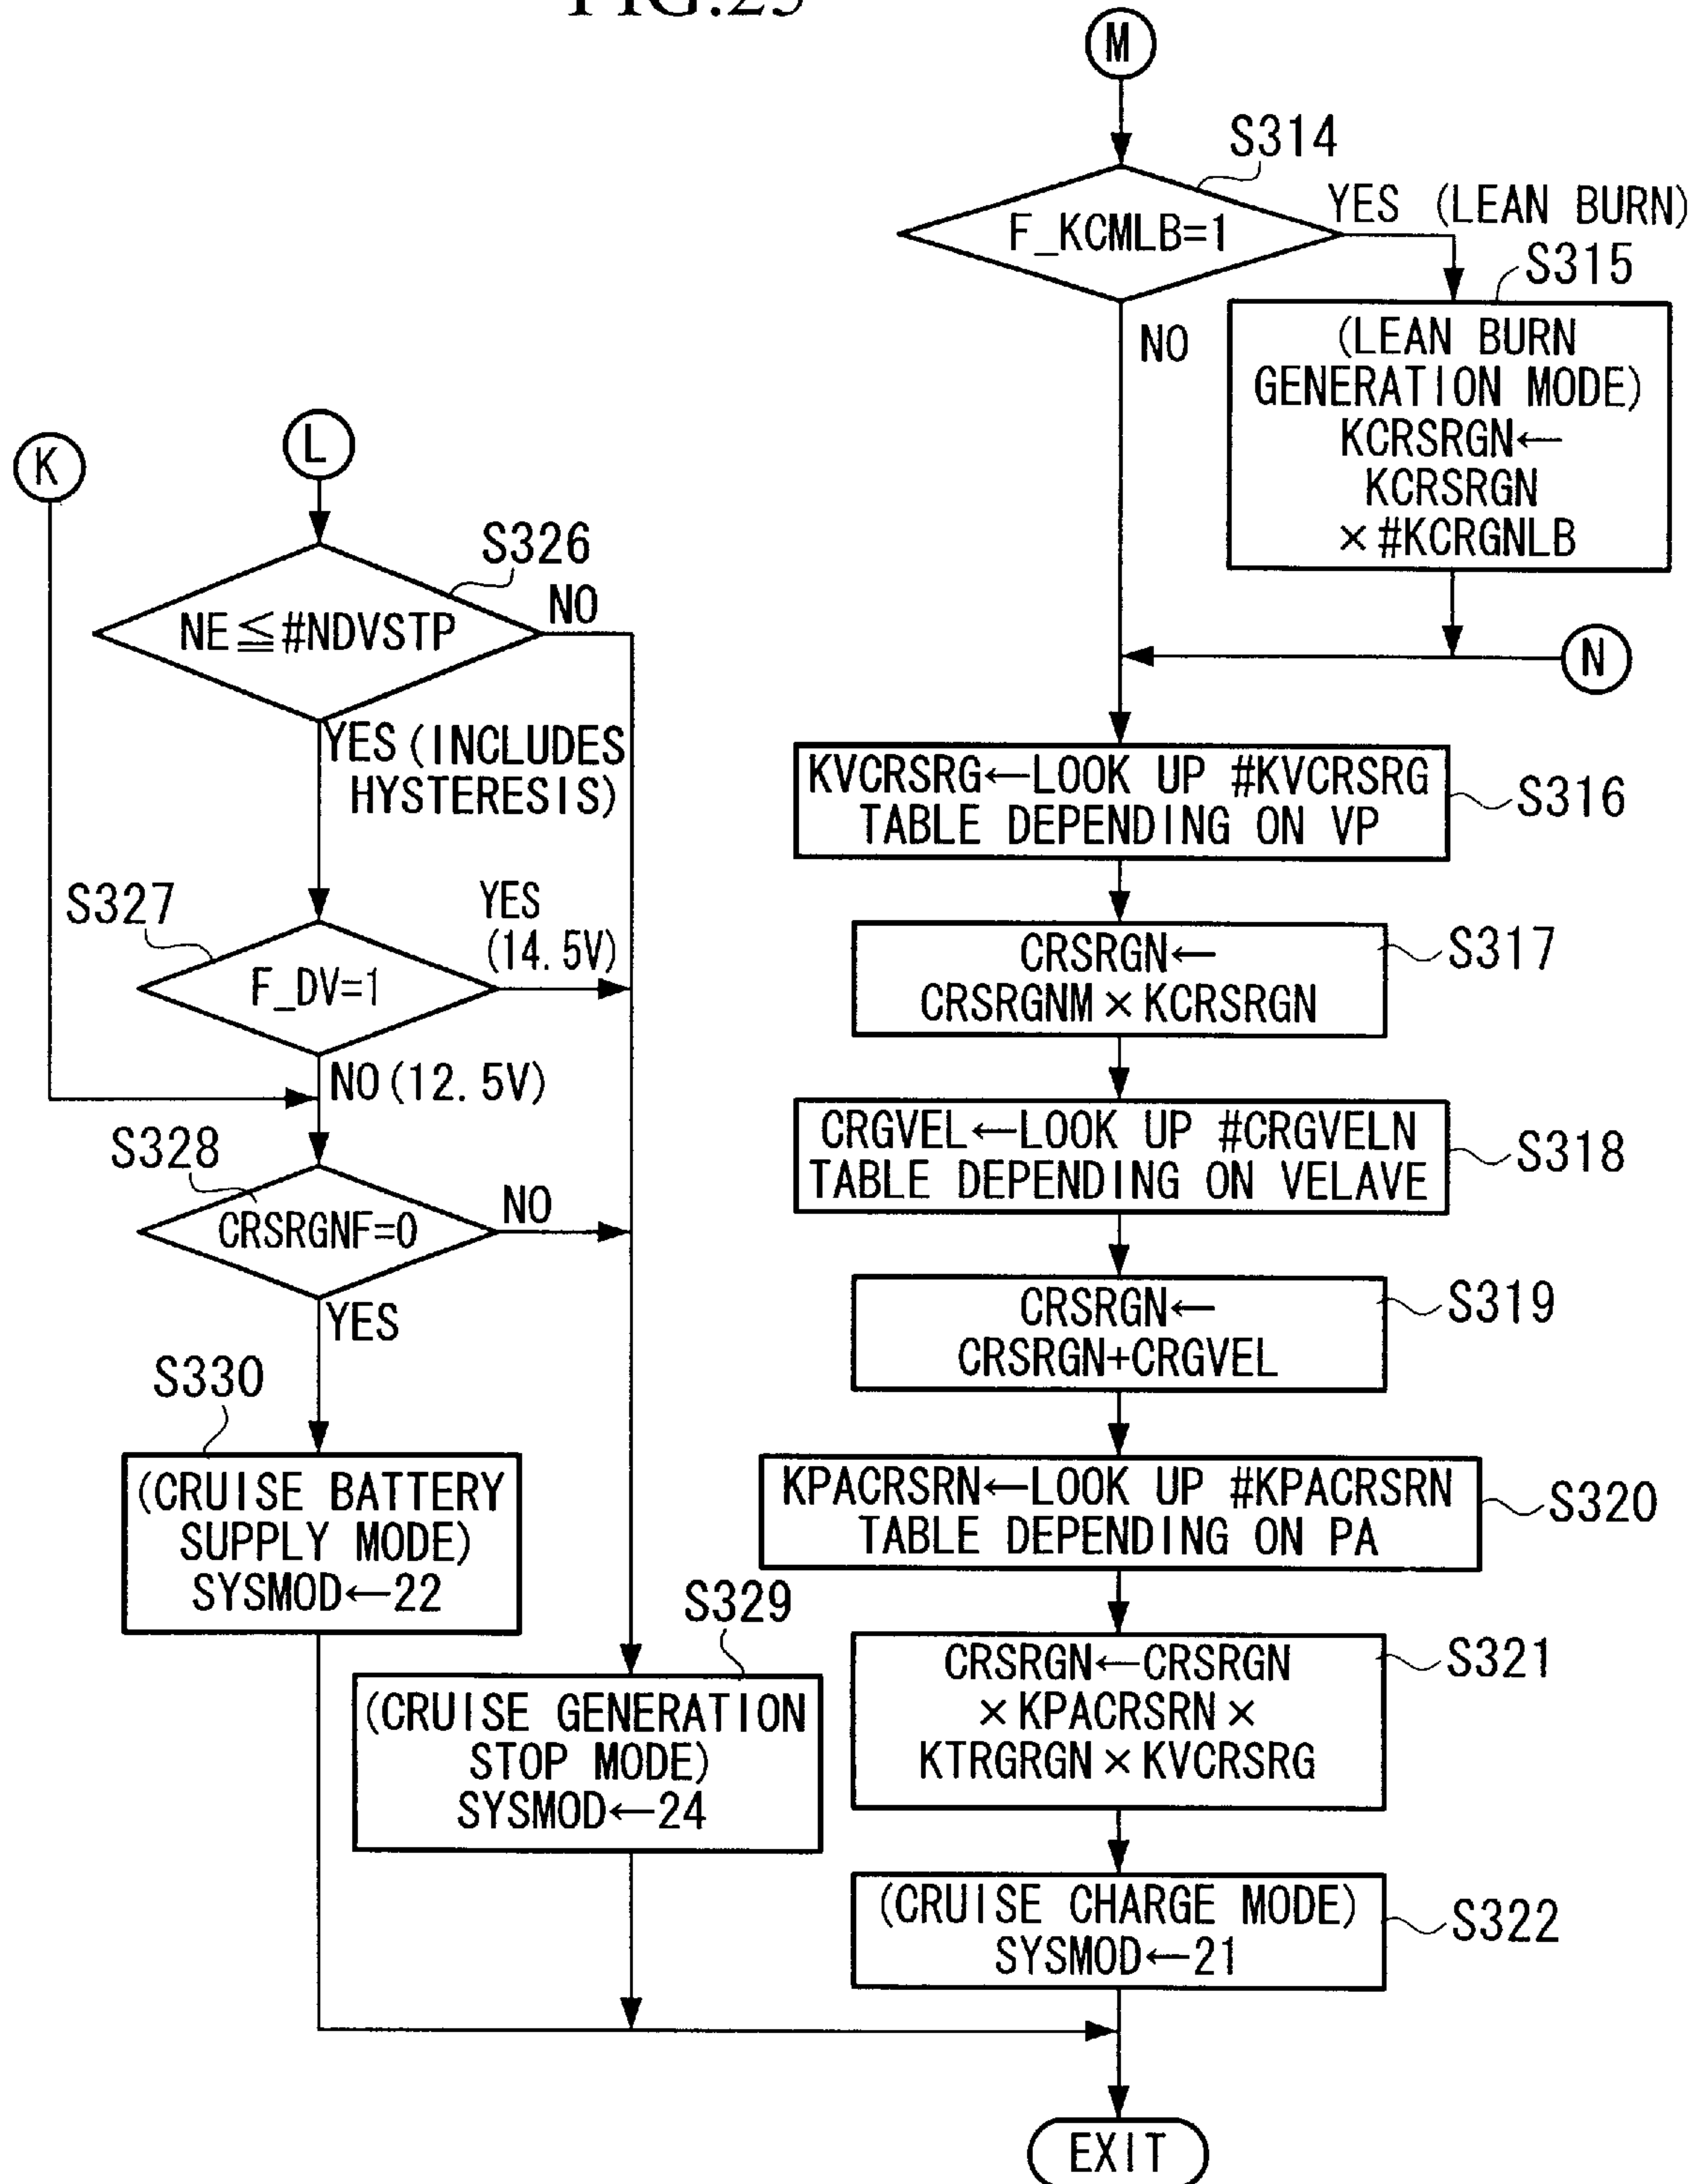 FIG.25
M
S314
F_KCMLB=1
YES (LEAN BURN)
S315
NO
(LEAN BURN
GENERATION MODE)
KCRSRGN←
KCRSRGN
×#KCRGNLB
N
K
L
S326
NE≦#NDVSTP
NO
YES(INCLUDES
HYSTERESIS)
S327
F_DV=1
YES
(14.5V)
NO(12.5V)
S328
CRSRGNF=0
NO
YES
S330
(CRUISE BATTERY
SUPPLY MODE)
SYSMOD←22
S329
(CRUISE GENERATION
STOP MODE)
SYSMOD←24
KVCRSRG←LOOK UP #KVCRSRG
TABLE DEPENDING ON VP
S316
CRSRGN←
CRSRGNM×KCRSRGN
S317
CRGVEL←LOOK UP #CRGVELN
TABLE DEPENDING ON VELAVE
S318
CRSRGN←
CRSRGN+CRGVEL
S319
KPACRSRN←LOOK UP #KPACRSRN
TABLE DEPENDING ON PA
S320
CRSRGN←CRSRGN
×KPACRSRN×
KTRGRGN×KVCRSRG
S321
(CRUISE CHARGE MODE)
SYSMOD←21
S322
EXIT